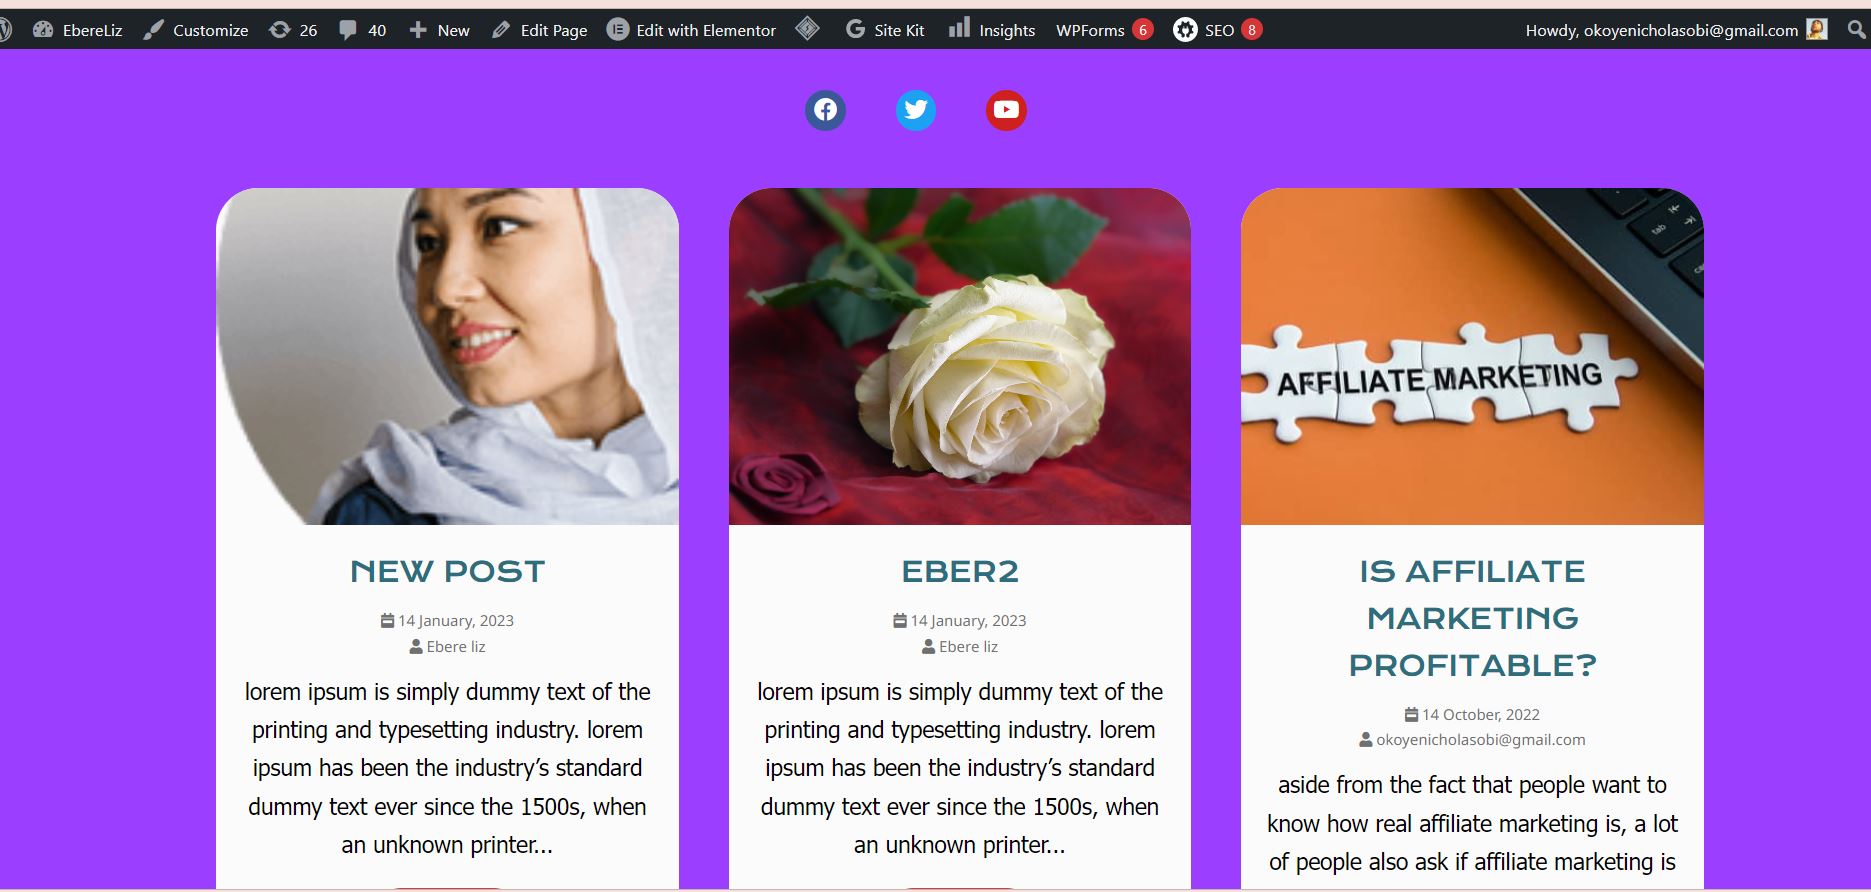 EbereLiz Customize 26 40 New Edit Page Edit with Elementor Site Kit Insights WPForms 6 SEO 8 Howdy, okoyenicholasobi@gmail.com
tab
AFFILIATE MARKETING
NEW POST
14 January, 2023
Ebere liz
lorem ipsum is simply dummy text of the
printing and typesetting industry. lorem
ipsum has been the industry's standard
dummy text ever since the 1500s, when
an unknown printer...
EBER2
14 January, 2023
Ebere liz
lorem ipsum is simply dummy text of the
printing and typesetting industry. lorem
ipsum has been the industry's standard
dummy text ever since the 1500s, when
an unknown printer...
IS AFFILIATE
MARKETING
PROFITABLE?
14 October, 2022
okoyenicholasobi@gmail.com
aside from the fact that people want to
know how real affiliate marketing is, a lot
of people also ask if affiliate marketing is